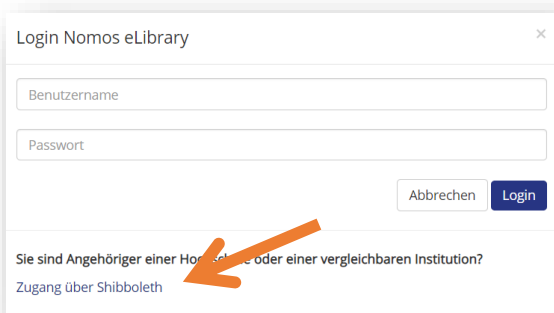 Login Nomos eLibrary ×
Benutzername
Passwort
Abbrechen Login
Sie sind Angehöriger einer oder einer vergleichbaren Institution?
Zugang über Shibboleth